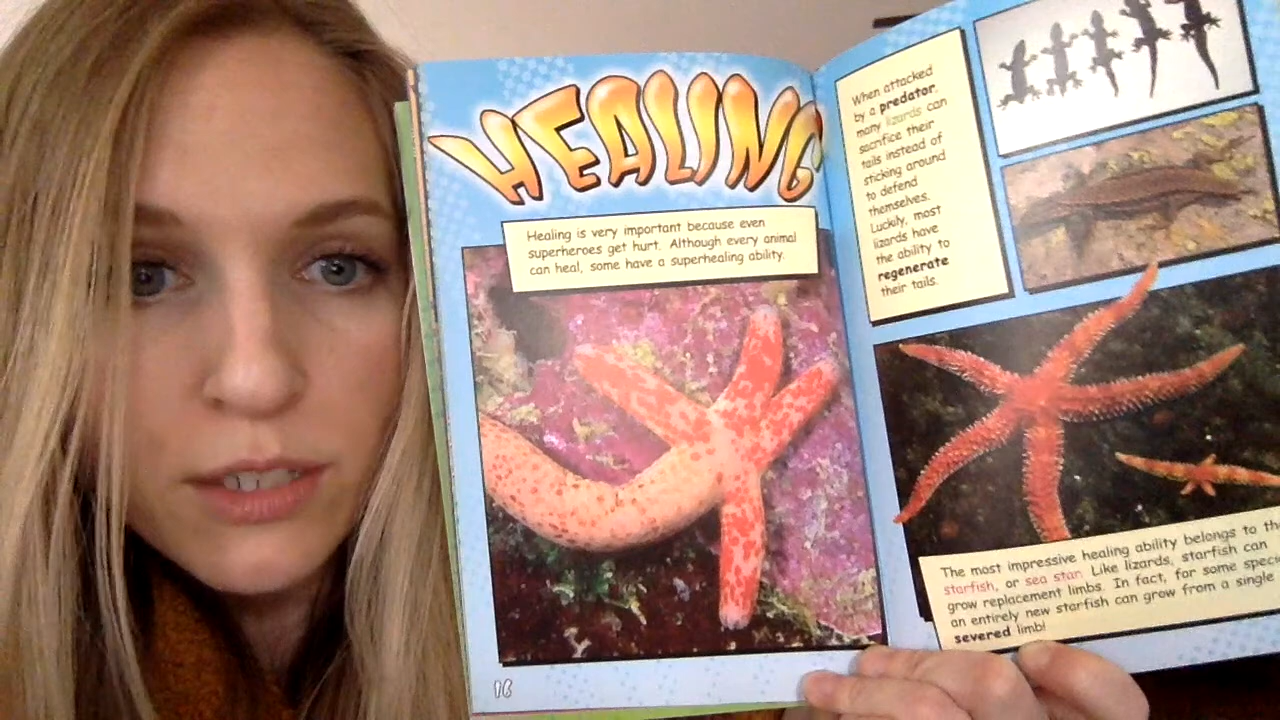 HEALING
Healing is very important because even
superheroes get hurt. Although every animal
can heal, some have a superhealing ability.
16
When attacked
by a predator,
many lizards can
sacrifice their
tails instead of
sticking around
to defend
themselves.
Luckily, most
lizards have
the ability to
regenerate
their tails.
The most impressive healing ability belongs to
starfish, or sea star. Like lizards, starfish can
grow replacement limbs. In fact, for some
an entirely new starfish can grow from a single
severed limb!